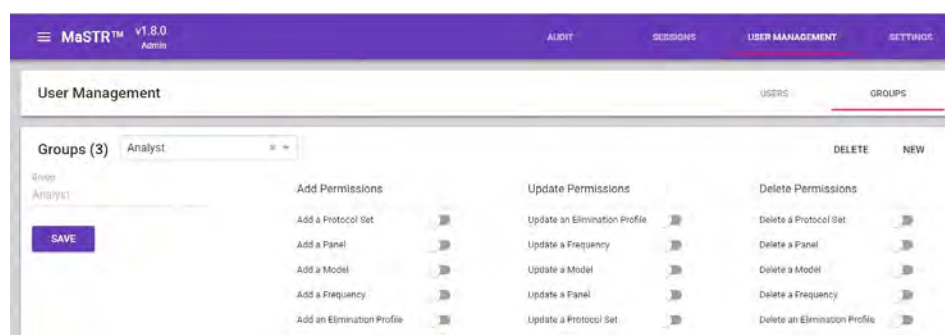 ≡ MaSTR™ v1.8.0
Admin
AUDIT SESSIONS USER MANAGEMENT SETTINGS
User Management USERS GROUPS
Groups (3) Analyst × DELETE NEW
Group
Analyst
SAVE
Add Permissions Update Permissions Delete Permissions
Add a Protocol Set Update an Elimination Profile Delete a Protocol Set
Add a Panel Update a Frequency Delete a Panel
Add a Model Update a Model Delete a Model
Add a Frequency Update a Panel Delete a Frequency
Add an Elimination Profile Update a Protocol Set Delete an Elimination Profile